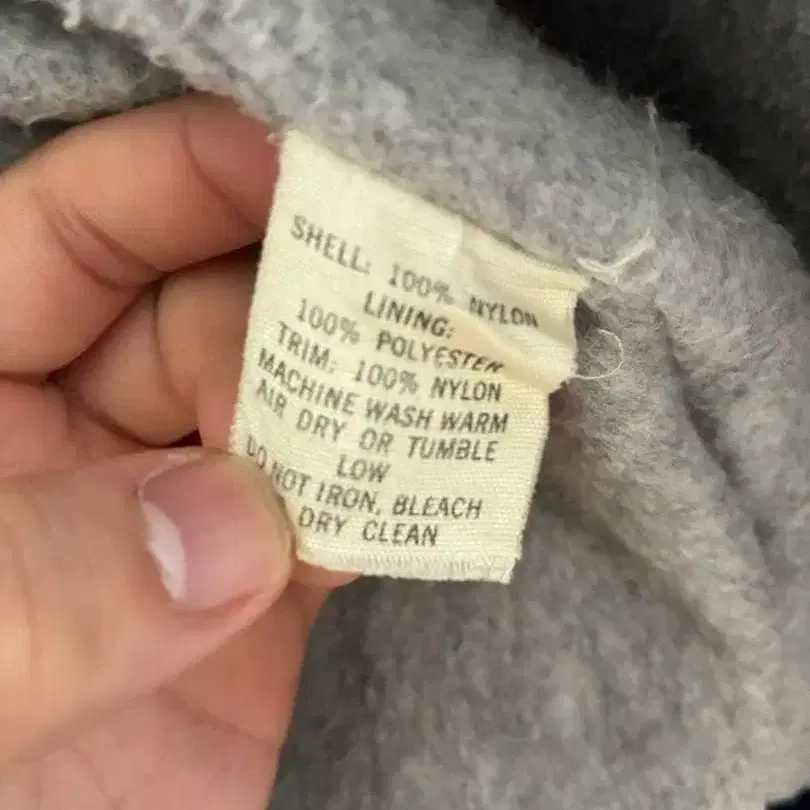 SHELL: 100% NYLON
LINING:
100% POLYESTER
TRIM: 100% NYLON
MACHINE WASH WARM
AIR DRY OR TUMBLE
LOW
DO NOT IRON, BLEACH
DRY CLEAN